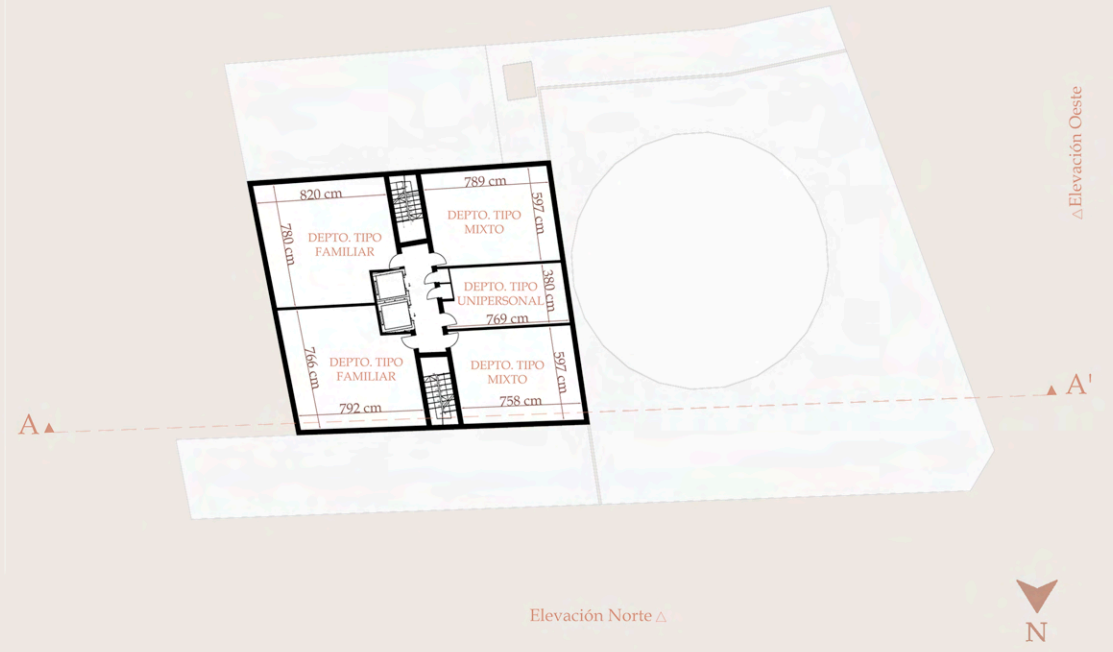 △Elevación Oeste
820 cm
789 cm
597 cm
780 cm
DEPTO. TIPO
FAMILIAR
DEPTO. TIPO
MIXTO
DEPTO. TIPO
UNIPERSONAL
380 cm
769 cm
766 cm
DEPTO. TIPO
FAMILIAR
792 cm
DEPTO. TIPO
MIXTO
597 cm
758 cm
A▲
▲A'
Elevación Norte △
N